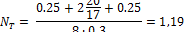 N_T = (0.25 + 2 20/17 + 0.25) / (8 · 0.3) = 1,19